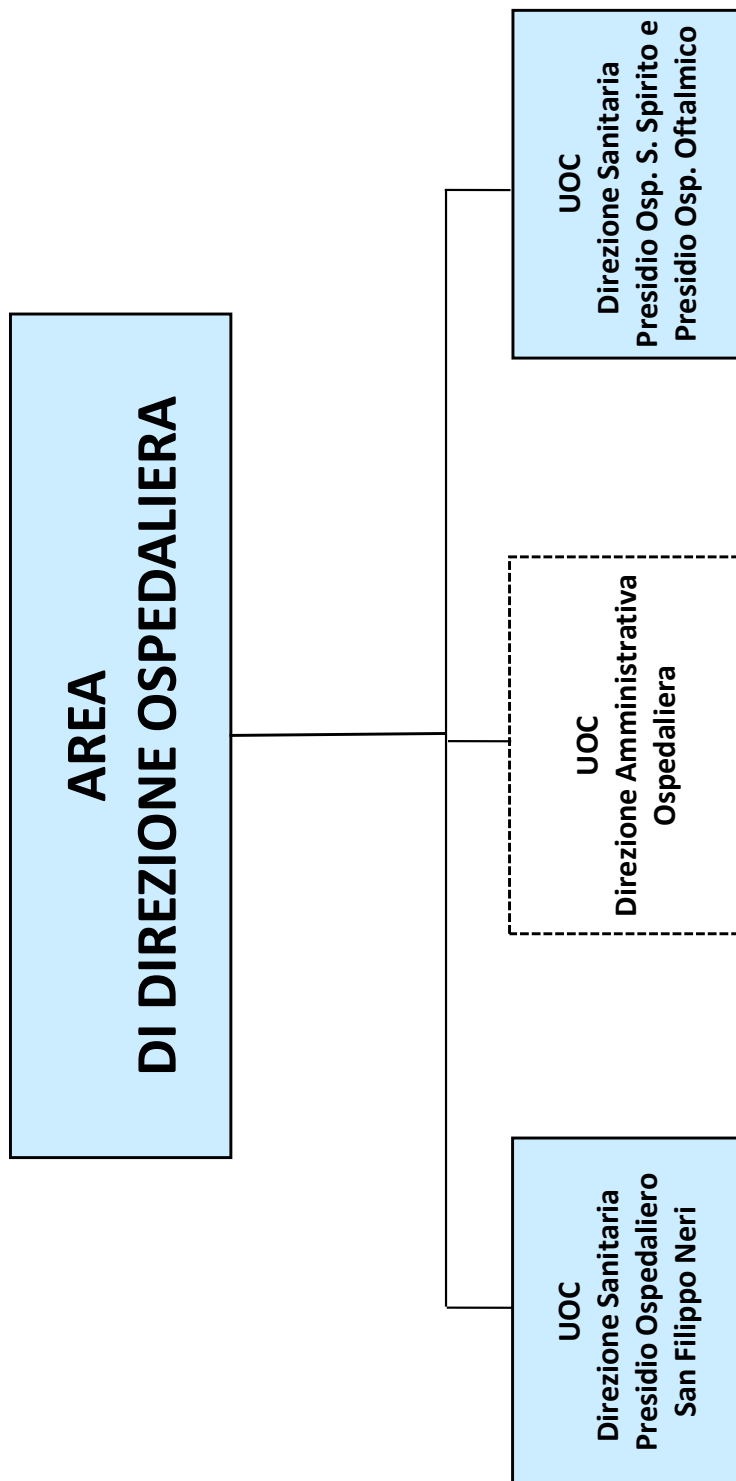 AREA
DI DIREZIONE OSPEDALIERA
UOC
Direzione Sanitaria
Presidio Ospedaliero
San Filippo Neri
UOC
Direzione Amministrativa
Ospedaliera
UOC
Direzione Sanitaria
Presidio Osp. S. Spirito e
Presidio Osp. Oftalmico